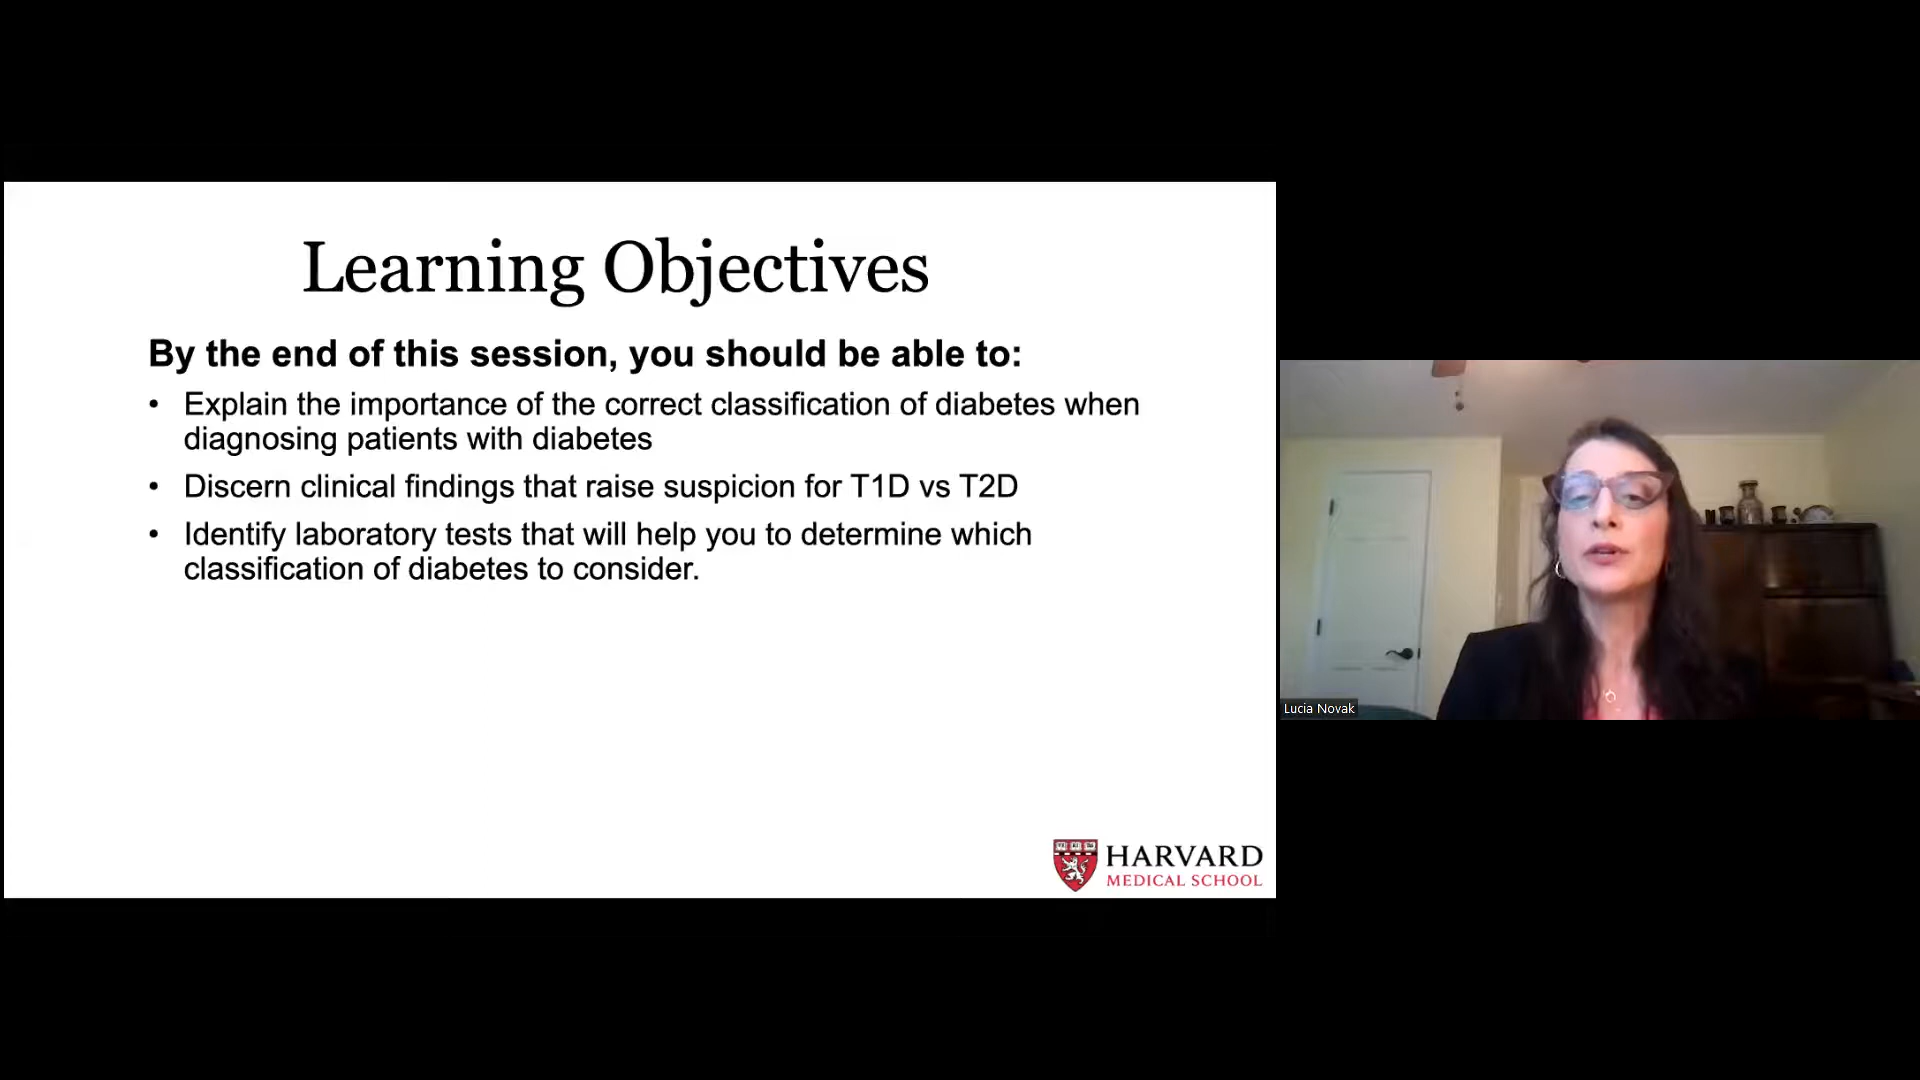 Learning Objectives
By the end of this session, you should be able to:
• Explain the importance of the correct classification of diabetes when
diagnosing patients with diabetes
• Discern clinical findings that raise suspicion for T1D vs T2D
• Identify laboratory tests that will help you to determine which
classification of diabetes to consider.
HARVARD
MEDICAL SCHOOL
Lucia Novak